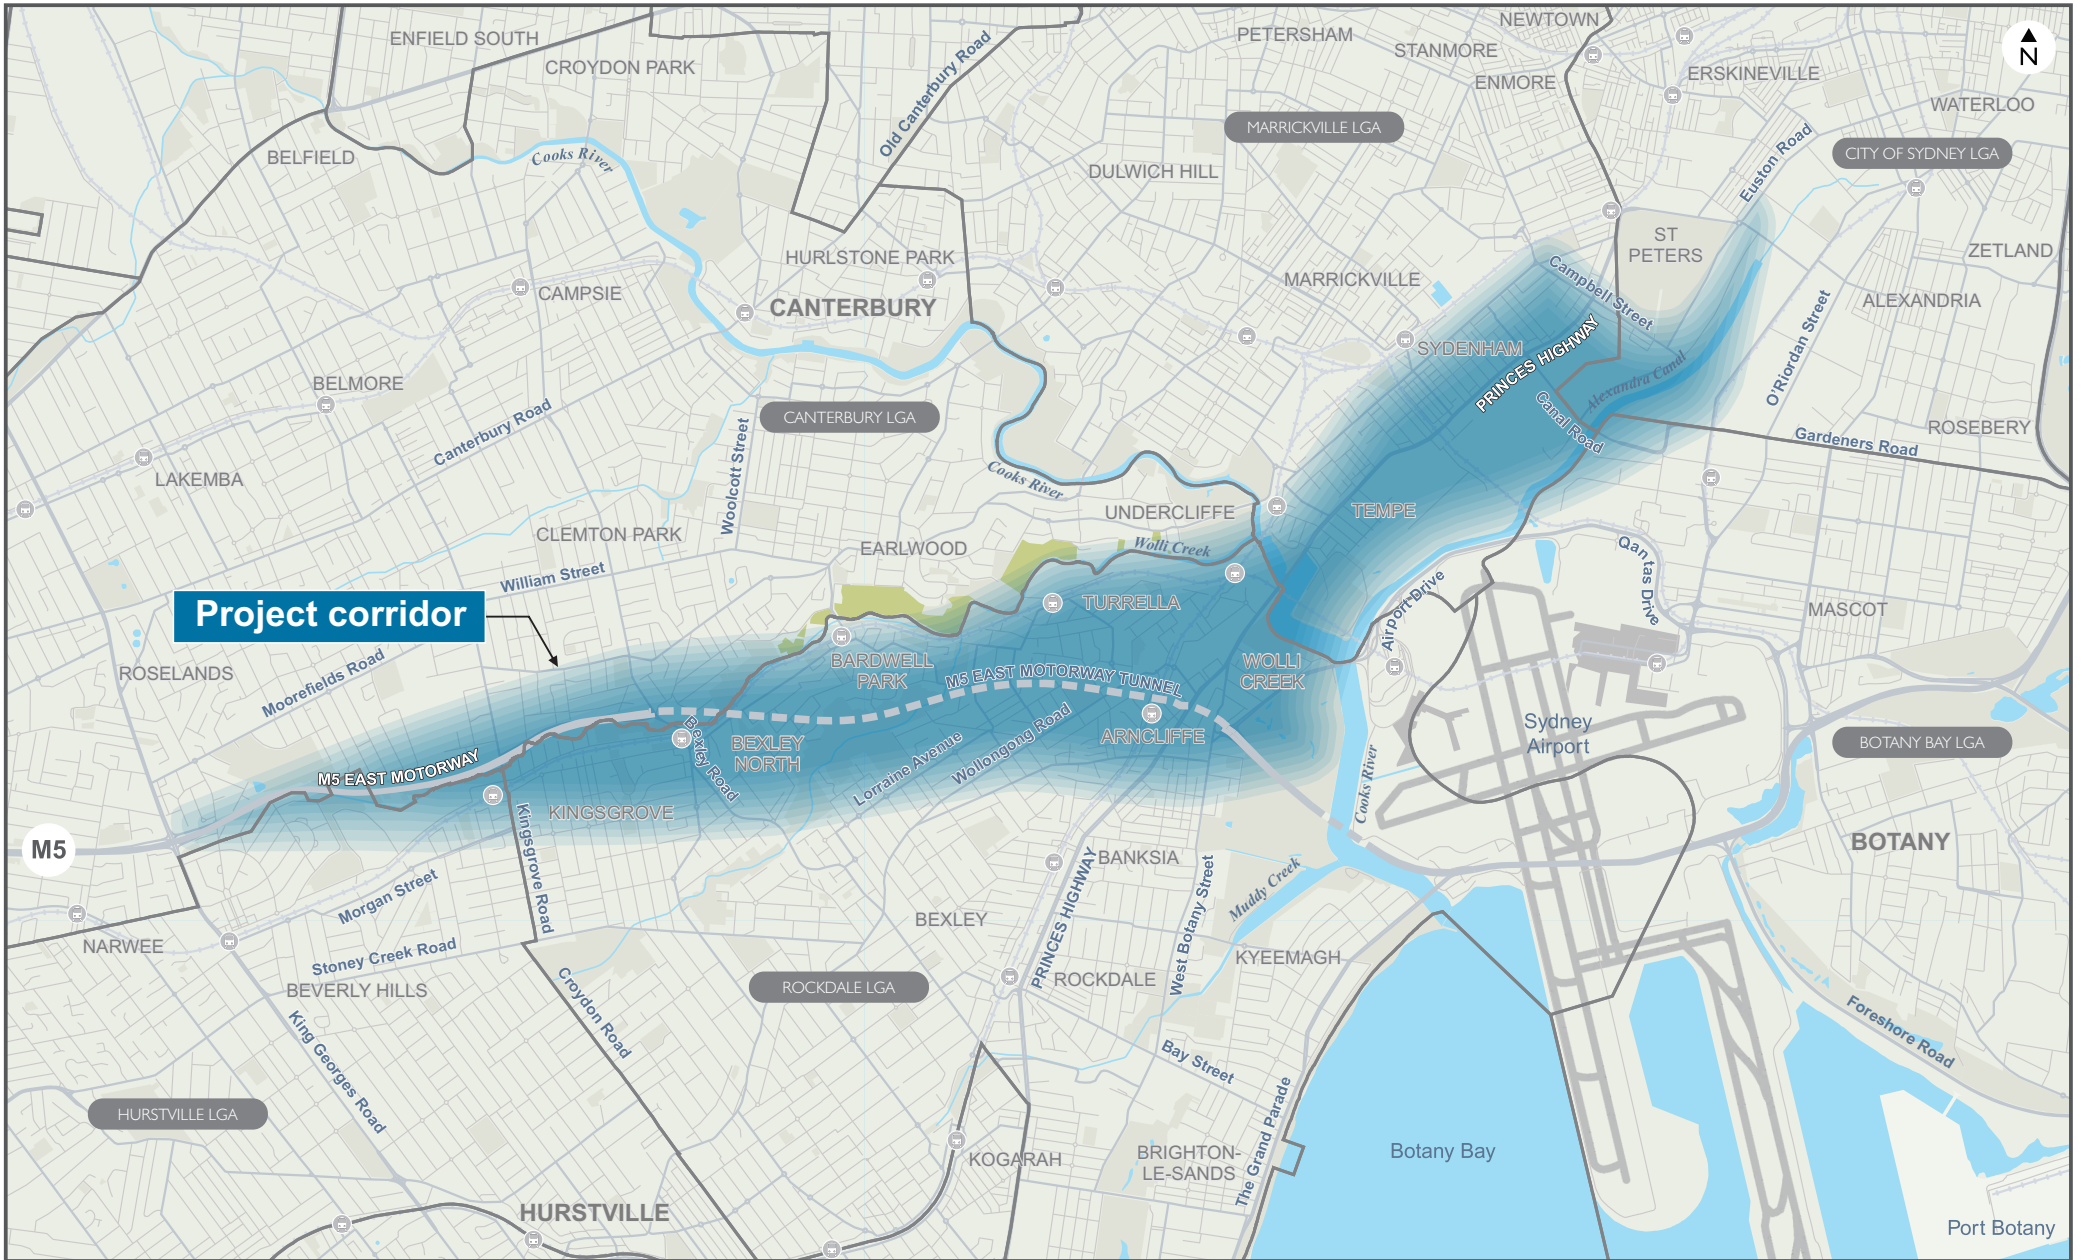 NEWTOWN
PETERSHAM
STANMORE
ENFIELD SOUTH
N
CROYDON PARK
ENMORE
ERSKINEVILLE
Old Canterbury Road
WATERLOO
MARRICKVILLE LGA
CITY OF SYDNEY LGA
BELFIELD
Cooks River
DULWICH HILL
Euston Road
ST
PETERS
ZETLAND
HURLSTONE PARK
MARRICKVILLE
CAMPSIE
CANTERBURY
Campbell Street
ALEXANDRIA
O'Riordan Street
SYDENHAM
PRINCES HIGHWAY
Alexandra Canal
BELMORE
CANTERBURY LGA
Canal Road
Canterbury Road
ROSEBERY
Gardeners Road
LAKEMBA
Woolcott Street
Cooks River
UNDERCLIFFE
TEMPE
CLEMTON PARK
EARLWOOD
Wolli Creek
William Street
Qantas Drive
Airport Drive
Project corridor
TURRELLA
MASCOT
ROSELANDS
Moorefields Road
BARDWELL
PARK
M5 EAST MOTORWAY TUNNEL
WOLLI
CREEK
Sydney
Airport
Bexley Road
BEXLEY
NORTH
Lorraine Avenue
Wollongong Road
ARNCLIFFE
BOTANY BAY LGA
M5 EAST MOTORWAY
Cooks River
KINGSGROVE
Kingsgrove Road
M5
BANKSIA
BOTANY
PRINCES HIGHWAY
West Botany Street
Muddy Creek
Morgan Street
BEXLEY
NARWEE
Stoney Creek Road
KYEEMAGH
BEVERLY HILLS
Croydon Road
ROCKDALE LGA
ROCKDALE
King Georges Road
Foreshore Road
Bay Street
HURSTVILLE LGA
The Grand Parade
KOGARAH
BRIGHTON-
LE-SANDS
Botany Bay
HURSTVILLE
Port Botany